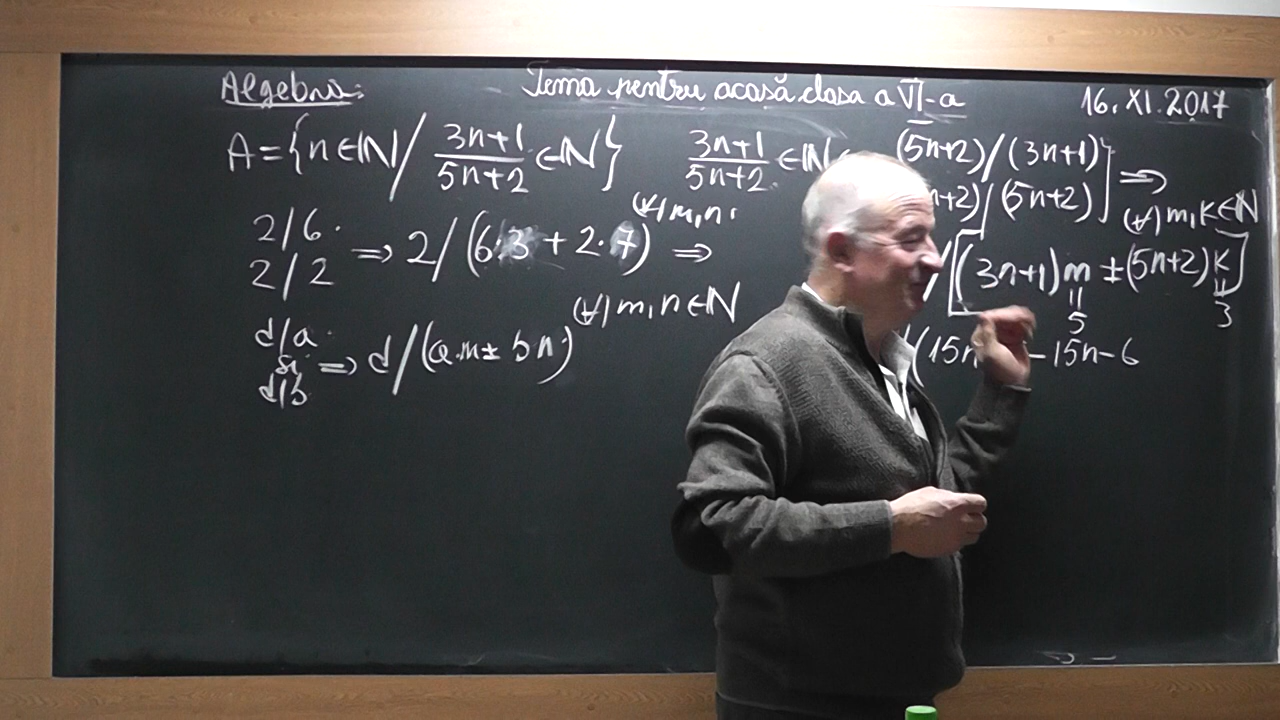 Algebra: Tema pentru acasă clasa a VI-a 16.XI.2017
A={n∈ℕ/ (3n+1)/(5n+2) ∈ℕ} (3n+1)/(5n+2) ∈ℕ (5n+2)/(3n+1)
n+2)/(5n+2) ] ⇒
2/6.
2/2 ⇒ 2/(6·3+2·7) (∀)m,n. ⇒
(∀)m,k∈ℕ
/[(3n+1)m ±(5n+2)k]
= 5
= 3
d/a.
și
d/b ⇒ d/(a·m± bn) (∀)m,n∈ℕ
(15n –15n–6